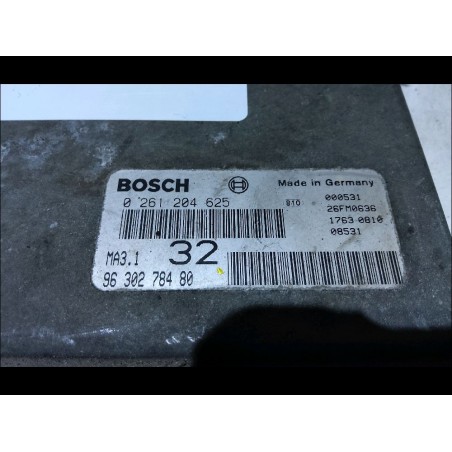 BOSCH Made in Germany
0 261 204 625 B10 000531
26FM0636
1763 0810
08531
MA3.1 32
96 302 784 80